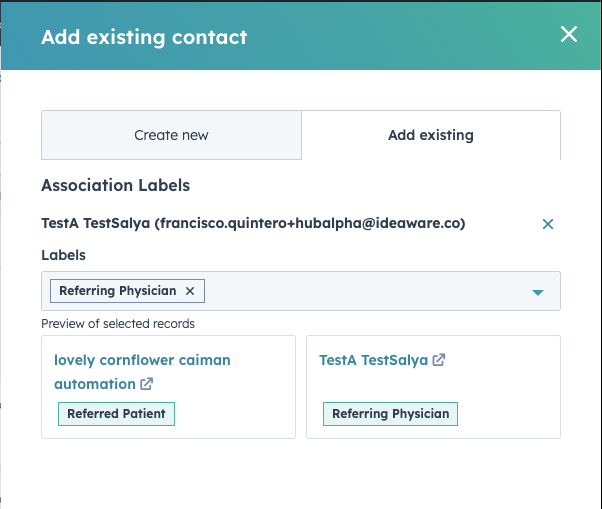 Add existing contact
Create new
Add existing
Association Labels
TestA TestSalya (francisco.quintero+hubalpha@ideaware.co)
Labels
Referring Physician
Preview of selected records
lovely cornflower caiman
automation
Referred Patient
TestA TestSalya
Referring Physician